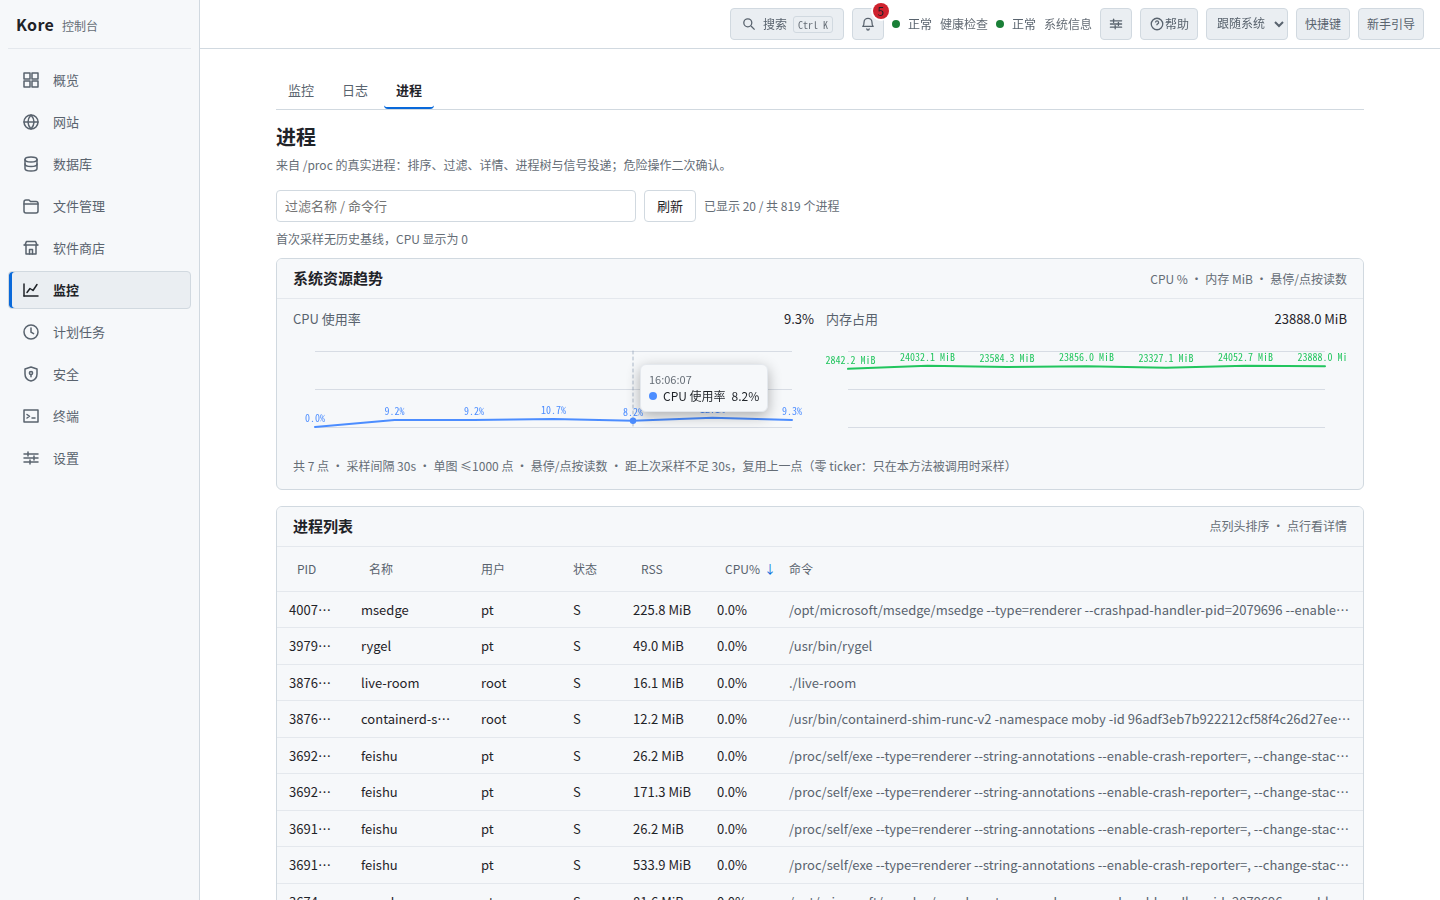 Kore 控制台
搜索 Ctrl K 5 正常 健康检查 正常 系统信息 帮助 跟随系统 快捷键 新手引导
概览
网站
数据库
文件管理
软件商店
监控
计划任务
安全
终端
设置
监控 日志 进程
进程
来自 /proc 的真实进程：排序、过滤、详情、进程树与信号投递；危险操作二次确认。
过滤名称 / 命令行 刷新 已显示 20 / 共 819 个进程
首次采样无历史基线，CPU 显示为 0
系统资源趋势 CPU % · 内存 MiB · 悬停/点按读数
CPU 使用率 9.3% 内存占用 23888.0 MiB
0.0% 9.2% 9.2% 10.7% 8.2% 9.3%
16:06:07
CPU 使用率 8.2%
2842.2 MiB 24032.1 MiB 23584.3 MiB 23856.0 MiB 23327.1 MiB 24052.7 MiB 23888.0 Mi
共 7 点 · 采样间隔 30s · 单图 ≤1000 点 · 悬停/点按读数 · 距上次采样不足 30s，复用上一点（零 ticker：只在本方法被调用时采样）
进程列表 点列头排序 · 点行看详情
PID 名称 用户 状态 RSS CPU% ↓ 命令
4007… msedge pt S 225.8 MiB 0.0% /opt/microsoft/msedge/msedge --type=renderer --crashpad-handler-pid=2079696 --enable…
3979… rygel pt S 49.0 MiB 0.0% /usr/bin/rygel
3876… live-room root S 16.1 MiB 0.0% ./live-room
3876… containerd-s… root S 12.2 MiB 0.0% /usr/bin/containerd-shim-runc-v2 -namespace moby -id 96adf3eb7b922212cf58f4c26d27ee…
3692… feishu pt S 26.2 MiB 0.0% /proc/self/exe --type=renderer --string-annotations --enable-crash-reporter=, --change-stac…
3692… feishu pt S 171.3 MiB 0.0% /proc/self/exe --type=renderer --string-annotations --enable-crash-reporter=, --change-stac…
3691… feishu pt S 26.2 MiB 0.0% /proc/self/exe --type=renderer --string-annotations --enable-crash-reporter=, --change-stac…
3691… feishu pt S 533.9 MiB 0.0% /proc/self/exe --type=renderer --string-annotations --enable-crash-reporter=, --change-stac…